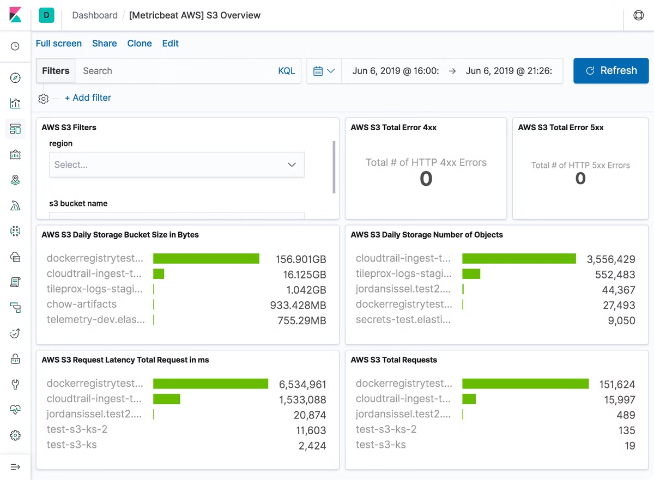 D Dashboard / [Metricbeat AWS] S3 Overview
Full screen Share Clone Edit
Filters Search KQL Jun 6, 2019 @ 16:00: → Jun 6, 2019 @ 21:26: Refresh
+ Add filter
AWS S3 Filters
region
Select...
s3 bucket name
AWS S3 Total Error 4xx
Total # of HTTP 4xx Errors
0
AWS S3 Total Error 5xx
Total # of HTTP 5xx Errors
0
AWS S3 Daily Storage Bucket Size in Bytes
dockerregistrytest... 156.901GB
cloudtrail-ingest-t... 16.125GB
tileprox-logs-stagi... 1.042GB
chow-artifacts 933.428MB
telemetry-dev.elas... 755.29MB
AWS S3 Daily Storage Number of Objects
cloudtrail-ingest-t... 3,556,429
tileprox-logs-stagi... 552,483
jordansissel.test2.... 44,367
dockerregistrytest... 27,493
secrets-test.elasti... 9,050
AWS S3 Request Latency Total Request in ms
dockerregistrytest... 6,534,961
cloudtrail-ingest-t... 1,533,088
jordansissel.test2.... 20,874
test-s3-ks-2 11,603
test-s3-ks 2,424
AWS S3 Total Requests
dockerregistrytest... 151,624
cloudtrail-ingest-t... 15,997
jordansissel.test2.... 489
test-s3-ks-2 135
test-s3-ks 19